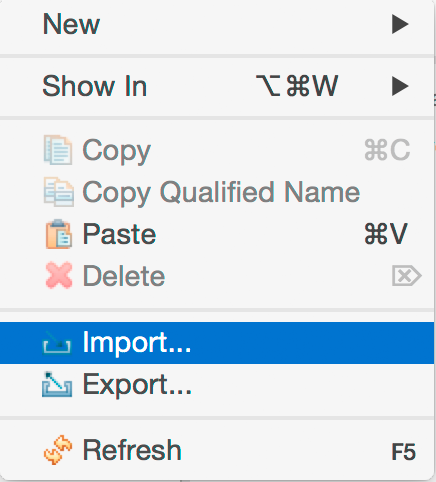 New ▶
Show In ⌥⌘W ▶
Copy ⌘C
Copy Qualified Name
Paste ⌘V
Delete ⌦
Import...
Export...
Refresh F5